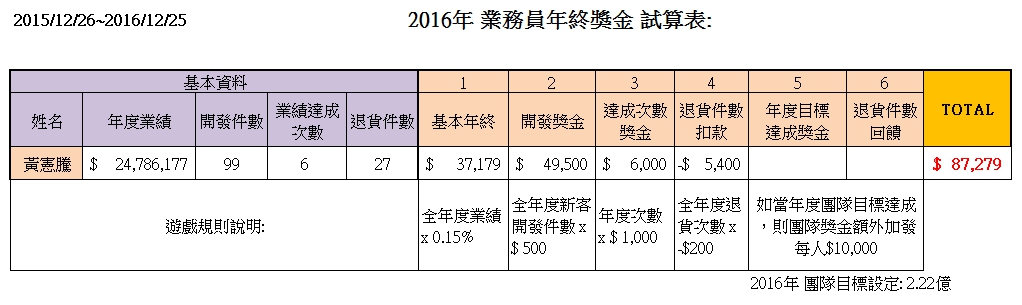 2015/12/26~2016/12/25
2016年 業務員年終獎金 試算表:
基本資料 1 2 3 4 5 6 TOTAL
姓名 年度業績 開發件數 業績達成次數 退貨件數 基本年終 開發獎金 達成次數獎金 退貨件數扣款 年度目標達成獎金 退貨件數回饋
黃憲騰 $ 24,786,177 99 6 27 $ 37,179 $ 49,500 $ 6,000 -$ 5,400 $ 87,279
遊戲規則說明:
全年度業績
x 0.15%
全年度新客
開發件數 x
$ 500
年度次數
x $ 1,000
全年度退
貨次數 x
-$200
如當年度團隊目標達成
，則團隊獎金額外加發
每人$10,000
2016年 團隊目標設定: 2.22億